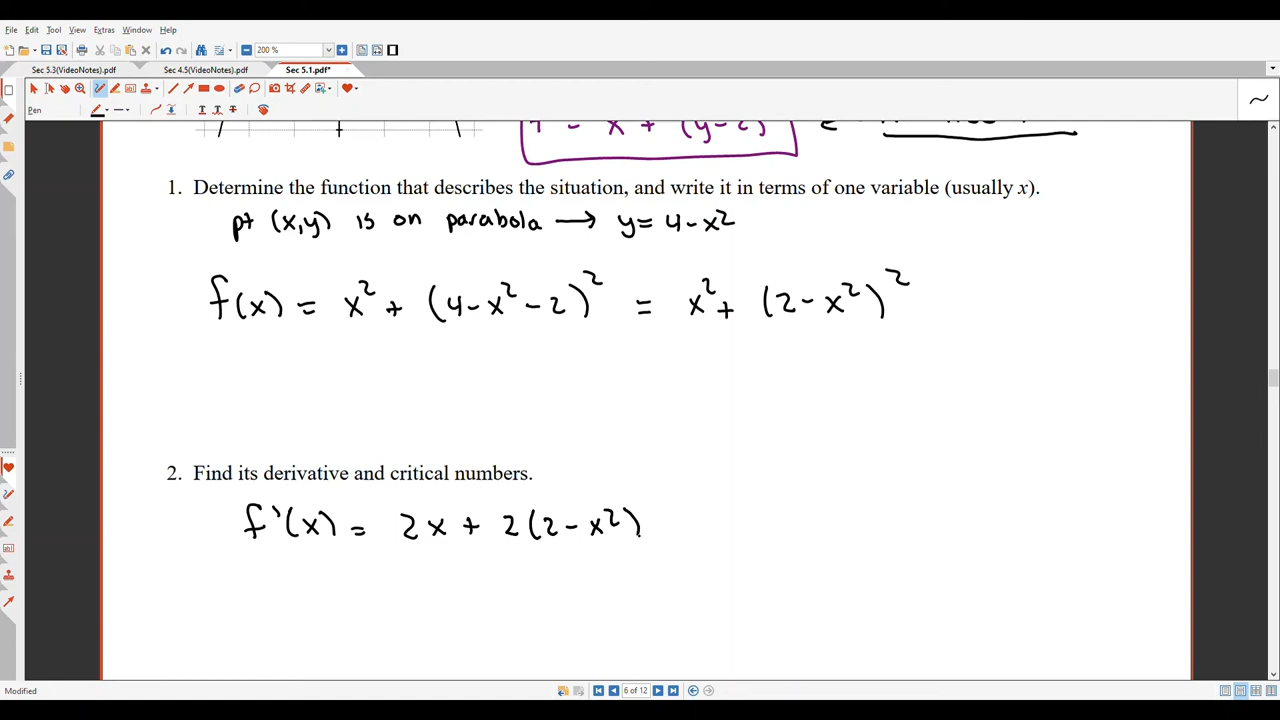 File Edit Tool View Extras Window Help
200 %
Sec 5.3(VideoNotes).pdf Sec 4.5(VideoNotes).pdf Sec 5.1.pdf*
Pen
1. Determine the function that describes the situation, and write it in terms of one variable (usually x).
pt (x,y) is on parabola → y = 4-x²
f(x) = x² + (4-x²-2)² = x² + (2-x²)²
2. Find its derivative and critical numbers.
f'(x) = 2x + 2(2-x²)
Modified
6 of 12